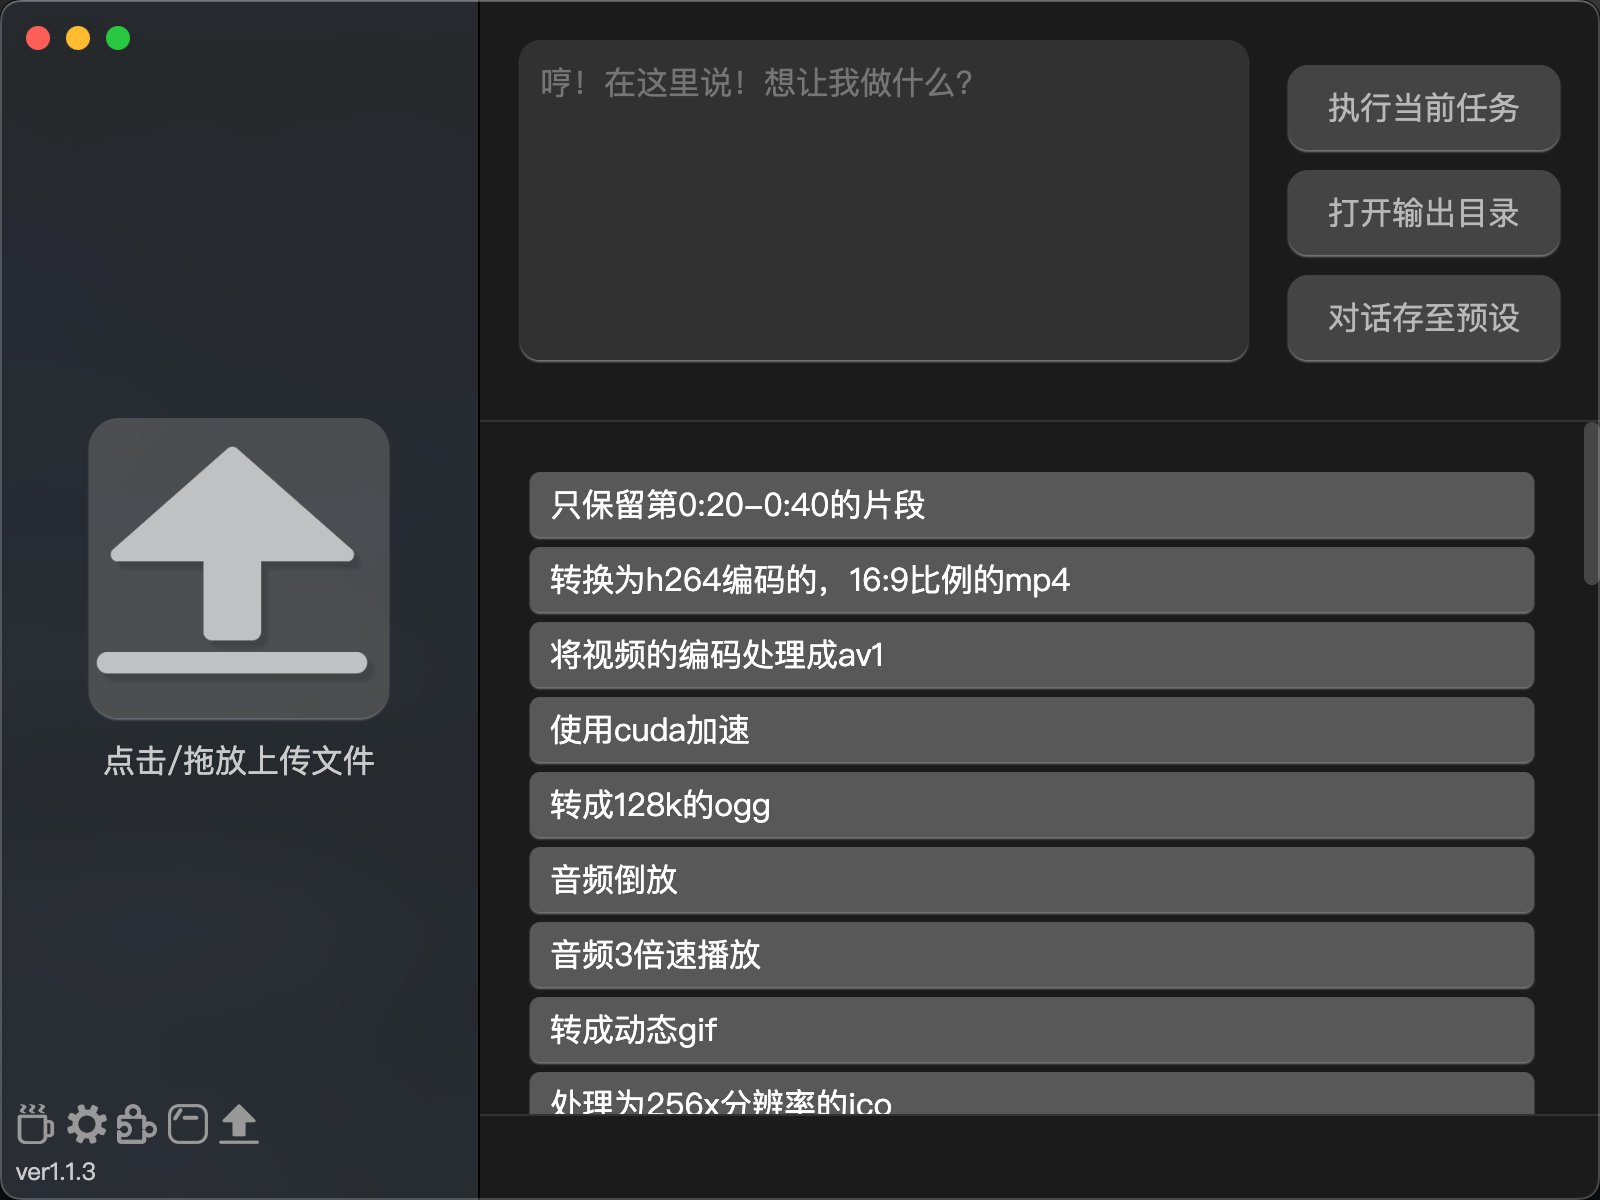 哼！在这里说！想让我做什么？
执行当前任务
打开输出目录
对话存至预设
点击/拖放上传文件
只保留第0:20-0:40的片段
转换为h264编码的，16:9比例的mp4
将视频的编码处理成av1
使用cuda加速
转成128k的ogg
音频倒放
音频3倍速播放
转成动态gif
处理为256x分辨率的ico
ver1.1.3